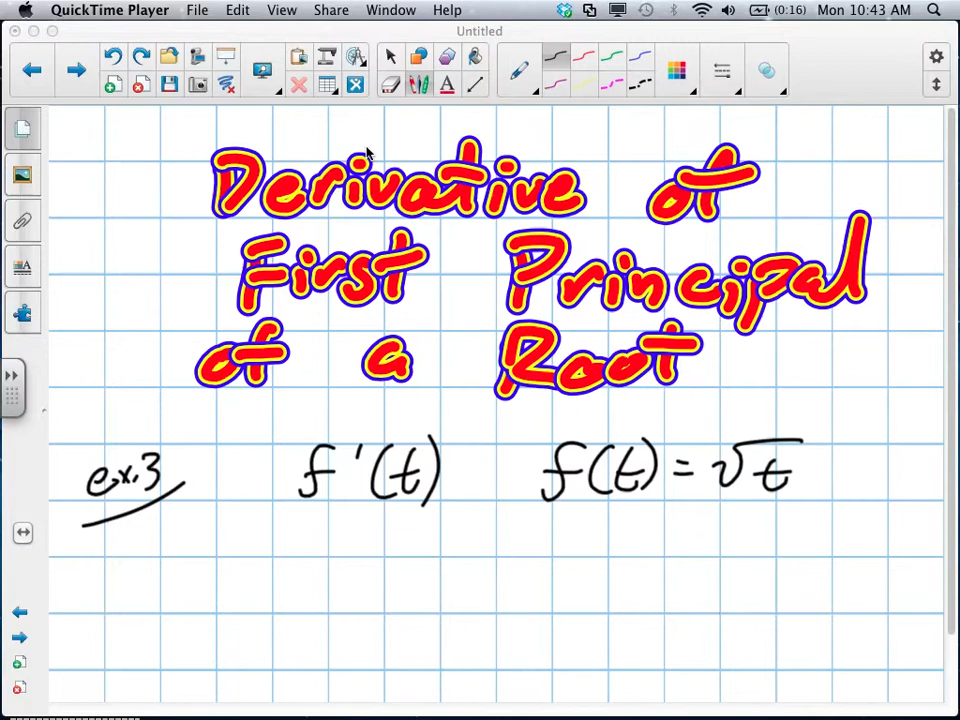 QuickTime Player File Edit View Share Window Help (0:16) Mon 10:43 AM
Untitled
Derivative of
First Principal
of a Root
ex.3 f'(t) f(t) = √t